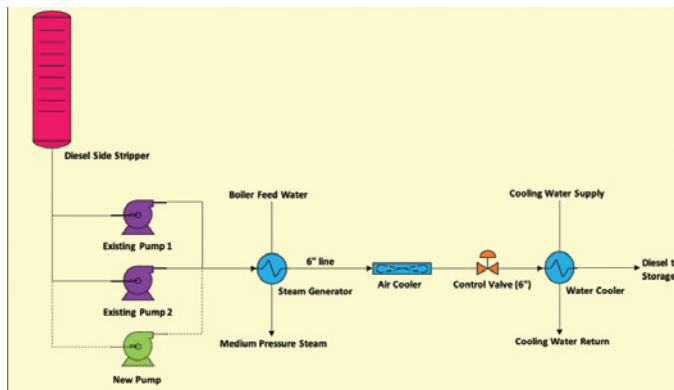 Diesel Side Stripper
Boiler Feed Water
Cooling Water Supply
Existing Pump 1
6" line
Diesel t
Storage
Steam Generator
Air Cooler
Control Valve (6")
Water Cooler
Existing Pump 2
Medium Pressure Steam
Cooling Water Return
New Pump